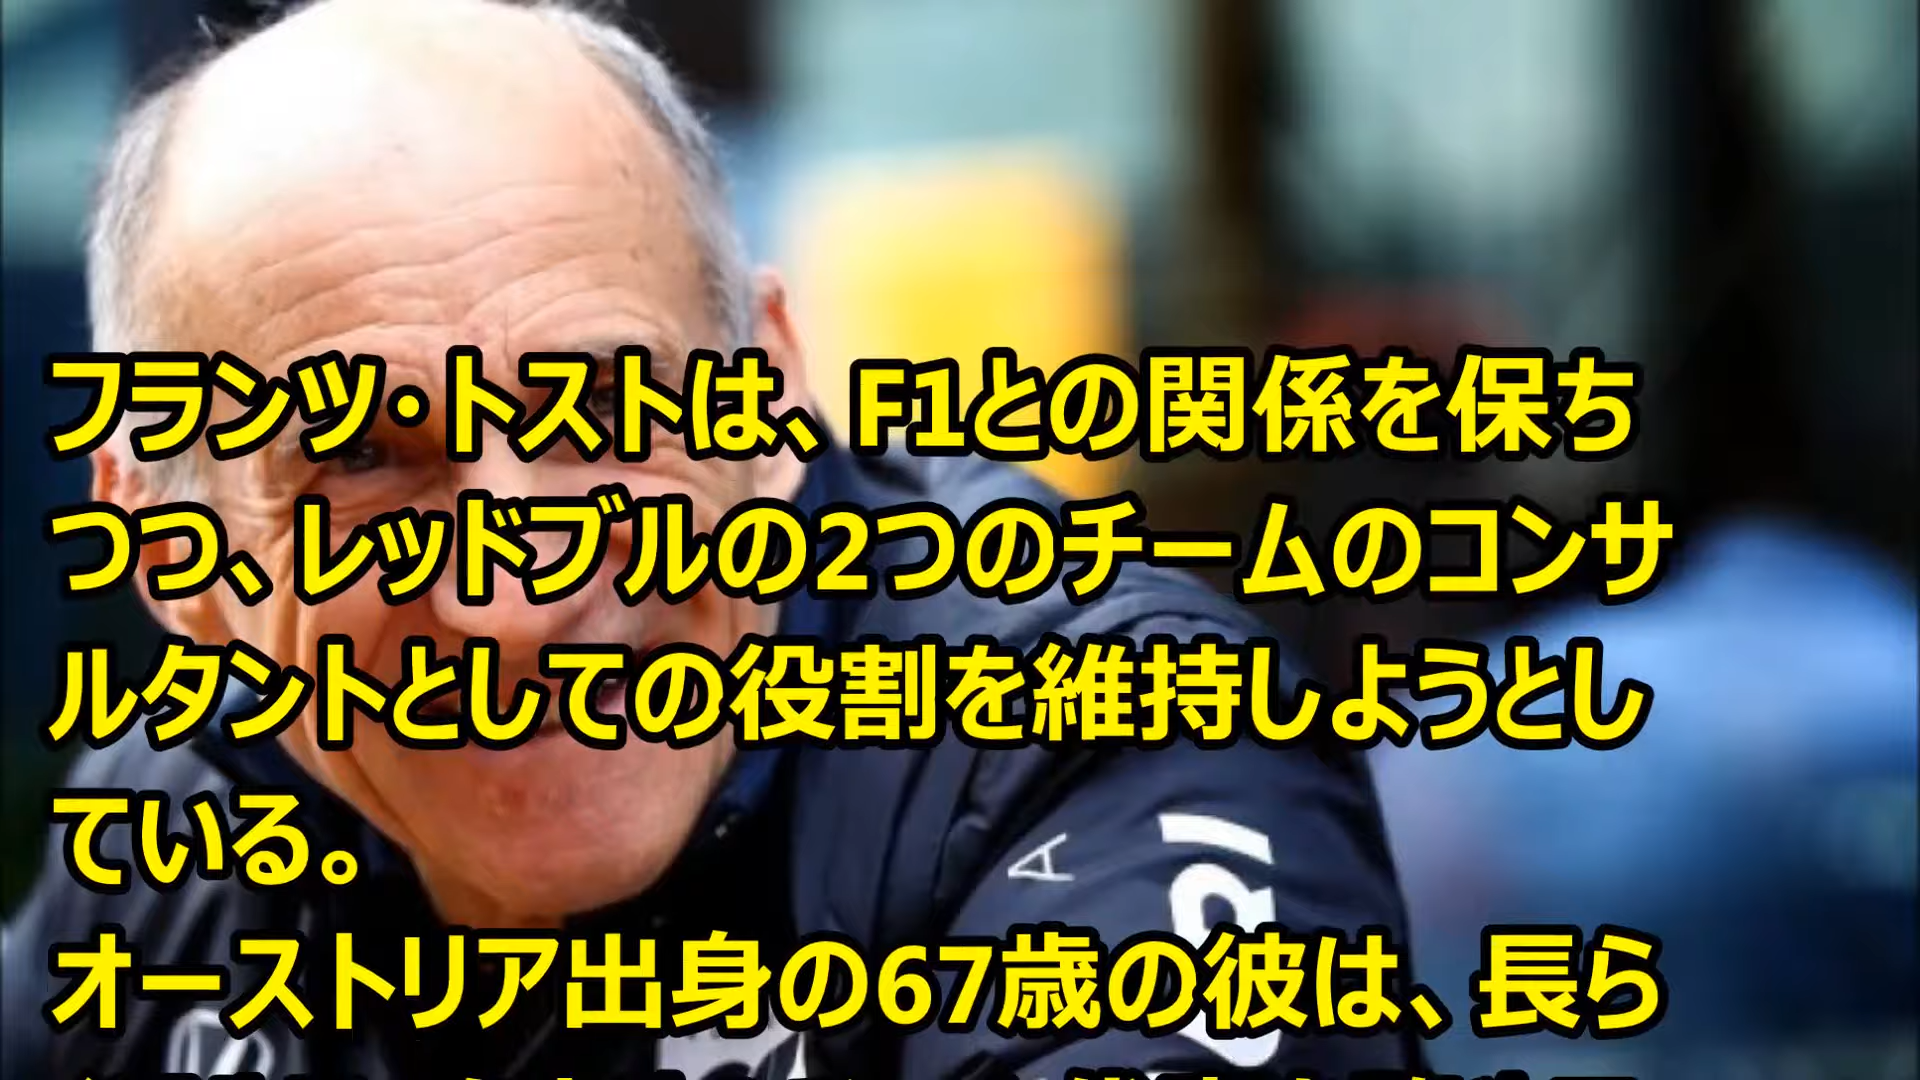 フランツ・トストは、F1との関係を保ち
つつ、レッドブルの2つのチームのコンサ
ルタントとしての役割を維持しようとし
ている。
オーストリア出身の67歳の彼は、長ら
A